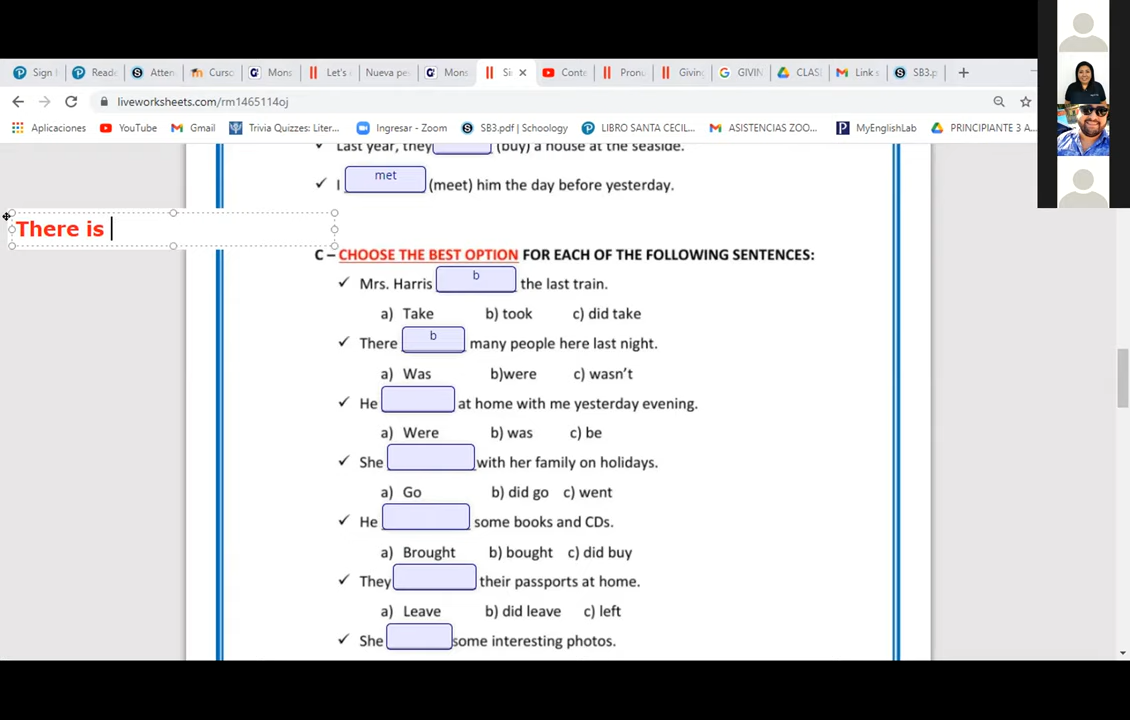 Sign
Reade
Atten
Curso
Mons
Let's
Nueva pe
Mons
Si
Conte
Pronu
Giving
GIVIN
CLAS
Link s
SB3.p
liveworksheets.com/rm1465114oj
Aplicaciones
YouTube
Gmail
Trivia Quizzes: Liter...
Ingresar - Zoom
SB3.pdf | Schoology
LIBRO SANTA CECIL...
ASISTENCIAS ZOO...
MyEnglishLab
PRINCIPIANTE 3 A
✓ Last year, they (buy) a house at the seaside.
✓ I met (meet) him the day before yesterday.
There is
C – CHOOSE THE BEST OPTION FOR EACH OF THE FOLLOWING SENTENCES:
✓ Mrs. Harris b the last train.
a) Take b) took c) did take
✓ There b many people here last night.
a) Was b)were c) wasn't
✓ He at home with me yesterday evening.
a) Were b) was c) be
✓ She with her family on holidays.
a) Go b) did go c) went
✓ He some books and CDs.
a) Brought b) bought c) did buy
✓ They their passports at home.
a) Leave b) did leave c) left
✓ She some interesting photos.